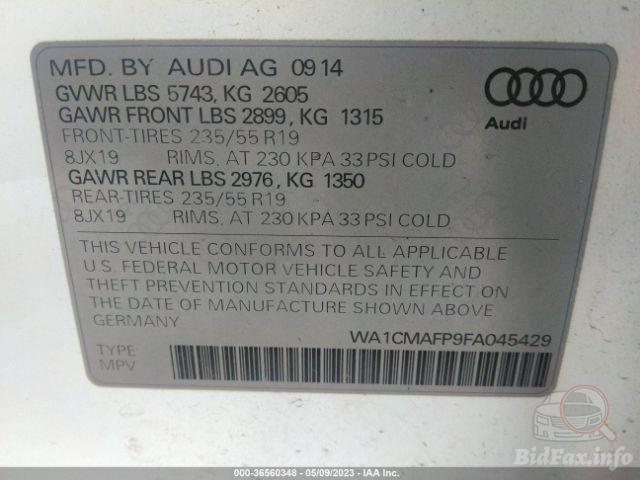 MFD. BY AUDI AG 09 14
GVWR LBS 5743, KG 2605
GAWR FRONT LBS 2899, KG 1315
FRONT-TIRES 235/55 R19
8JX19 RIMS, AT 230 KPA 33 PSI COLD
GAWR REAR LBS 2976, KG 1350
REAR-TIRES 235/55 R19
8JX19 RIMS, AT 230 KPA 33 PSI COLD
Audi
THIS VEHICLE CONFORMS TO ALL APPLICABLE
U.S. FEDERAL MOTOR VEHICLE SAFETY AND
THEFT PREVENTION STANDARDS IN EFFECT ON
THE DATE OF MANUFACTURE SHOWN ABOVE.
GERMANY
WA1CMAFP9FA045429
TYPE
MPV
BidFax.info
000-36560348 - 05/09/2023 - IAA Inc.